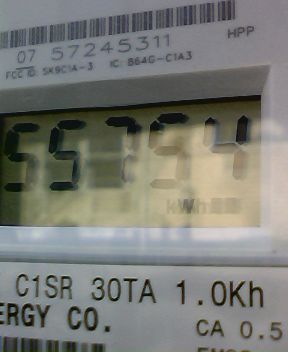 07 57245311
HPP
FCC ID: SK9C1A-3 IC: 864G-C1A3
55754
kWh
C1SR 30TA 1.0Kh
ERGY CO.
CA 0.5